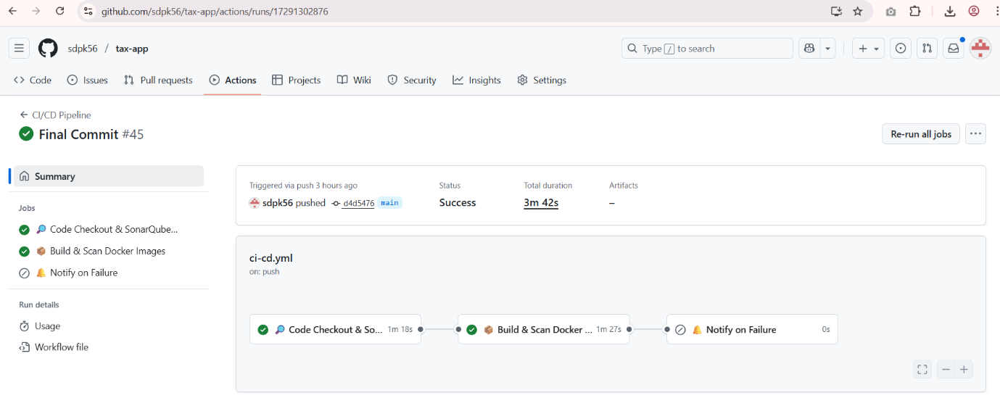 github.com/sdpk56/tax-app/actions/runs/17291302876
sdpk56 / tax-app
Type / to search
Code Issues Pull requests Actions Projects Wiki Security Insights Settings
CI/CD Pipeline
Final Commit #45
Re-run all jobs
Summary
Jobs
Code Checkout & SonarQube...
Build & Scan Docker Images
Notify on Failure
Run details
Usage
Workflow file
Triggered via push 3 hours ago
sdpk56 pushed d4d5476 main
Status
Success
Total duration
3m 42s
Artifacts
–
ci-cd.yml
on: push
Code Checkout & So... 1m 18s
Build & Scan Docker ... 1m 27s
Notify on Failure 0s